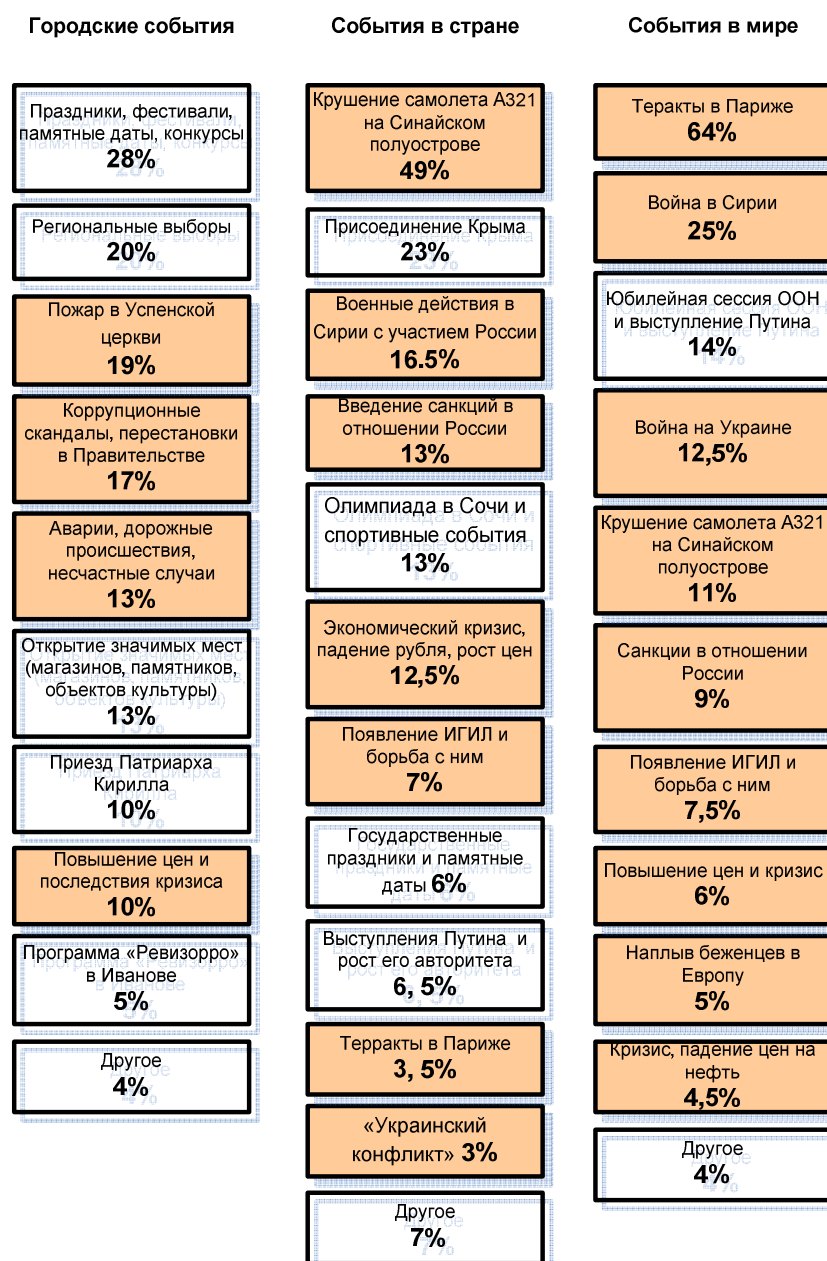 Городские события
Праздники, фестивали,
памятные даты, конкурсы
28%
Региональные выборы
20%
Пожар в Успенской
церкви
19%
Коррупционные
скандалы, перестановки
в Правительстве
17%
Аварии, дорожные
происшествия,
несчастные случаи
13%
Открытие значимых мест
(магазинов, памятников,
объектов культуры)
13%
Приезд Патриарха
Кирилла
10%
Повышение цен и
последствия кризиса
10%
Программа «Ревизорро»
в Иванове
5%
Другое
4%
События в стране
Крушение самолета А321
на Синайском
полуострове
49%
Присоединение Крыма
23%
Военные действия в
Сирии с участием России
16.5%
Введение санкций в
отношении России
13%
Олимпиада в Сочи и
спортивные события
13%
Экономический кризис,
падение рубля, рост цен
12,5%
Появление ИГИЛ и
борьба с ним
7%
Государственные
праздники и памятные
даты 6%
Выступления Путина и
рост его авторитета
6, 5%
Терракты в Париже
3, 5%
«Украинский
конфликт» 3%
Другое
7%
События в мире
Теракты в Париже
64%
Война в Сирии
25%
Юбилейная сессия ООН
и выступление Путина
14%
Война на Украине
12,5%
Крушение самолета А321
на Синайском
полуострове
11%
Санкции в отношении
России
9%
Появление ИГИЛ и
борьба с ним
7,5%
Повышение цен и кризис
6%
Наплыв беженцев в
Европу
5%
Кризис, падение цен на
нефть
4,5%
Другое
4%